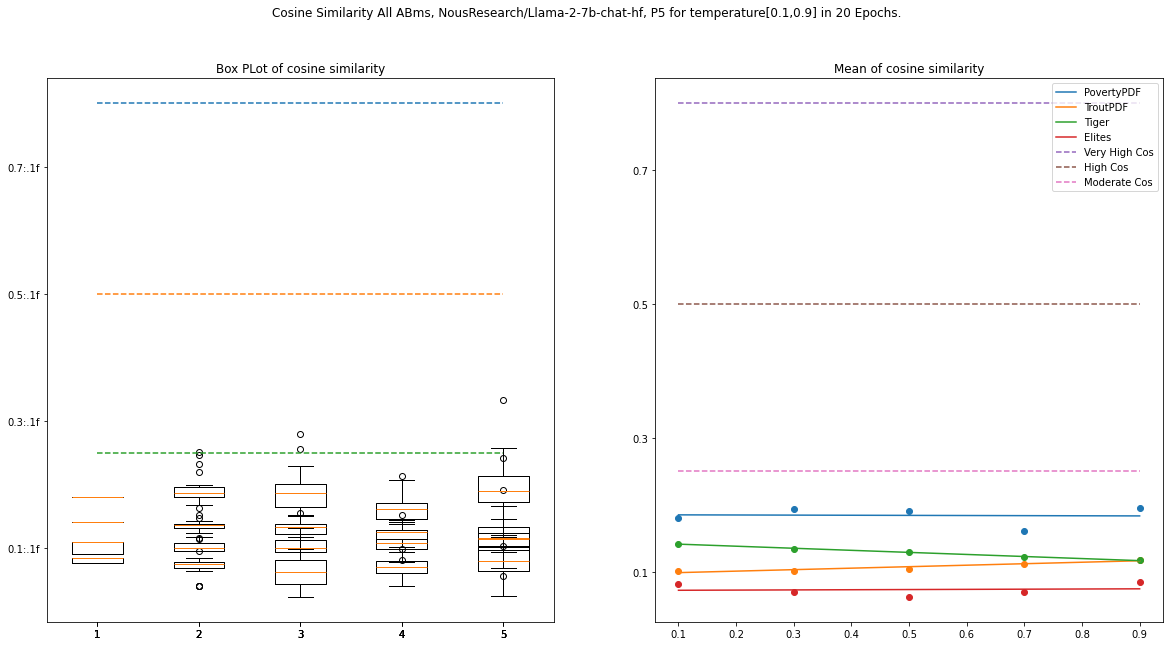 Cosine Similarity All ABms, NousResearch/Llama-2-7b-chat-hf, P5 for temperature[0.1,0.9] in 20 Epochs.
Box PLot of cosine similarity
0.7:.1f
0.5:.1f
0.3:.1f
0.1:.1f
1 2 3 4 5
Mean of cosine similarity
PovertyPDF
TroutPDF
Tiger
Elites
Very High Cos
High Cos
Moderate Cos
0.7
0.5
0.3
0.1
0.1 0.2 0.3 0.4 0.5 0.6 0.7 0.8 0.9